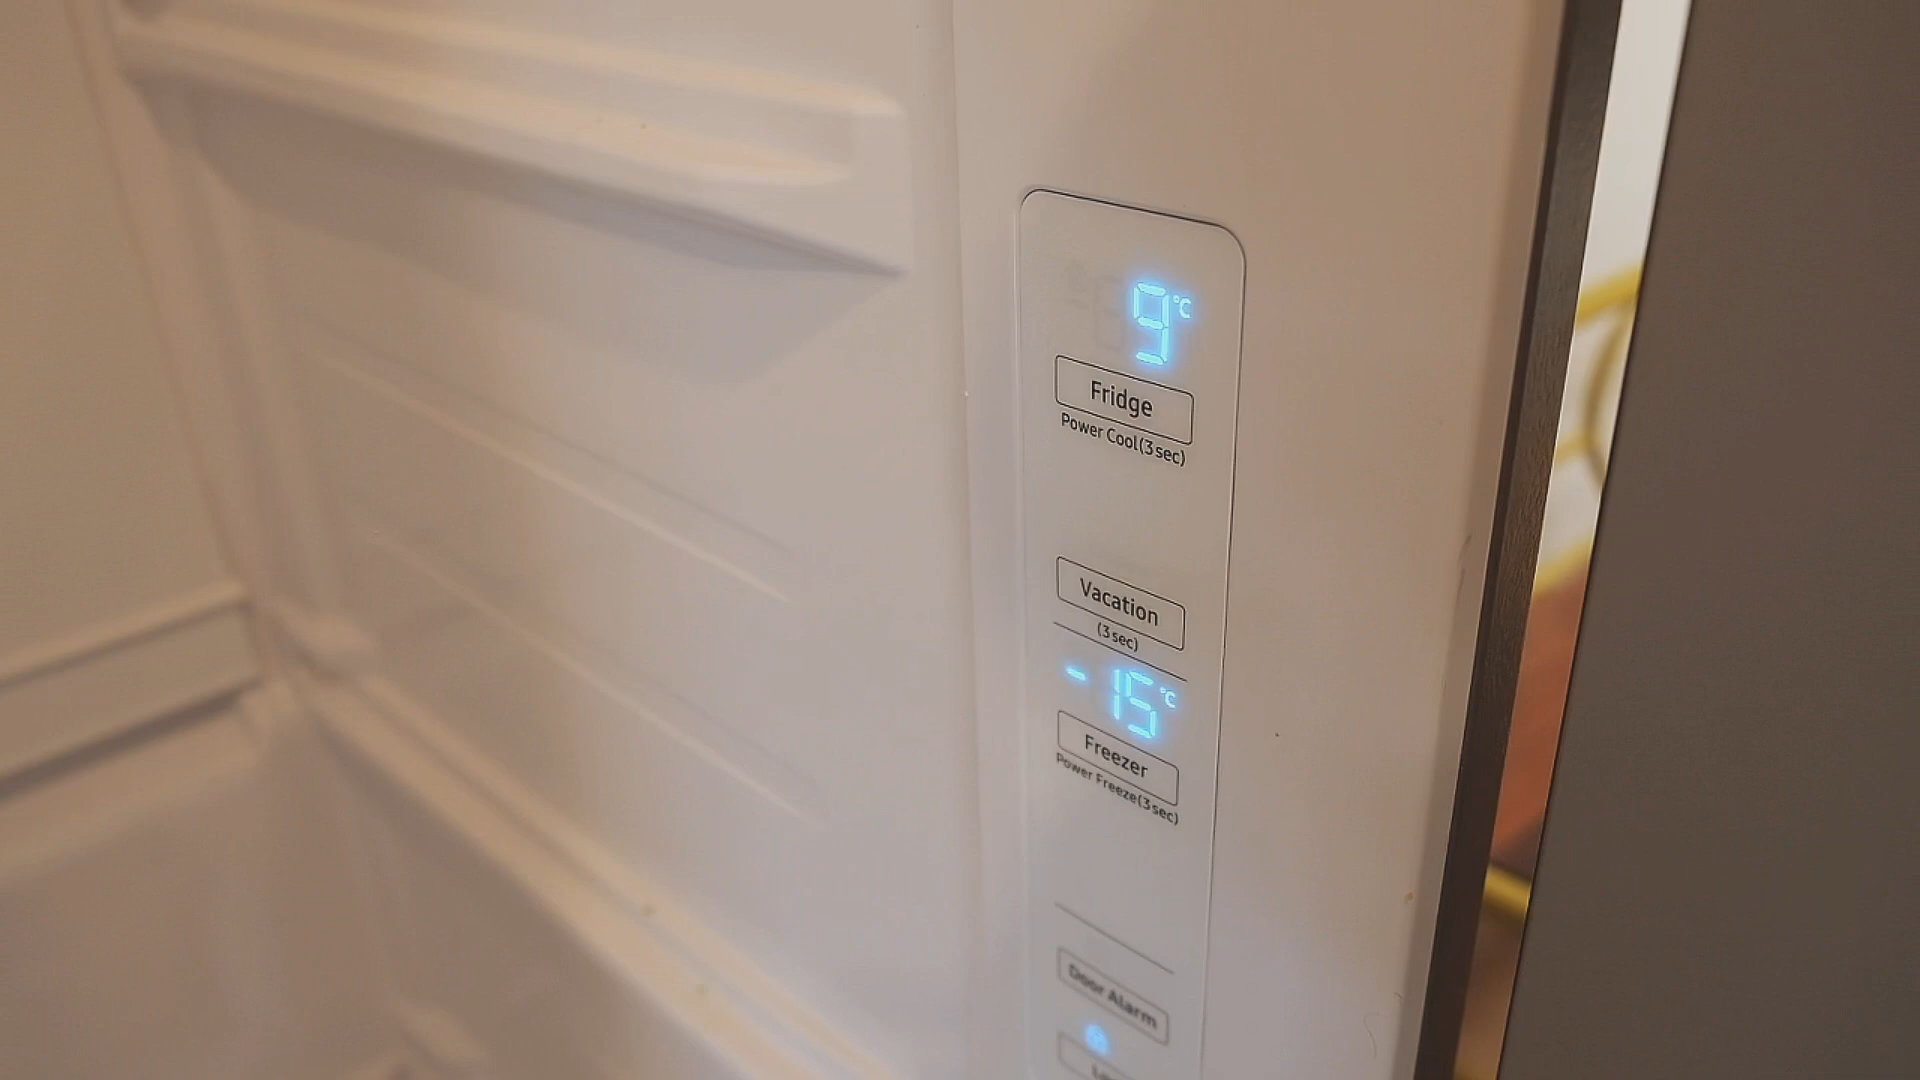 9°C
Fridge
Power Cool(3sec)
Vacation
(3sec)
-15°C
Freezer
Power Freeze(3sec)
Door Alarm